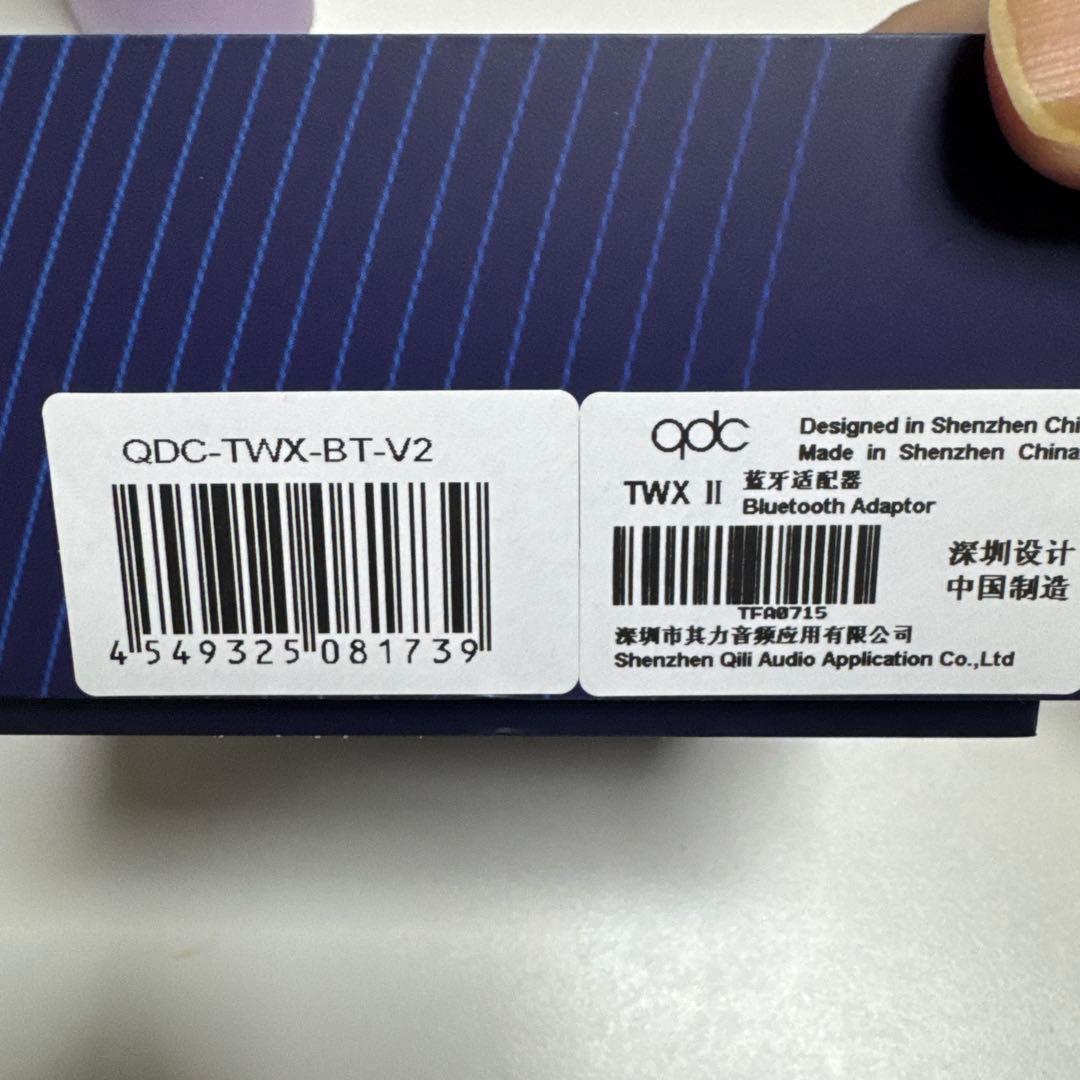 QDC-TWX-BT-V2
4 549325 081739
qdc
Designed in Shenzhen
Made in Shenzhen China
TWX II
蓝牙适配器
Bluetooth Adaptor
TFA0715
深圳设计
中国制造
深圳市其力音频应用有限公司
Shenzhen Qili Audio Application Co.,Ltd